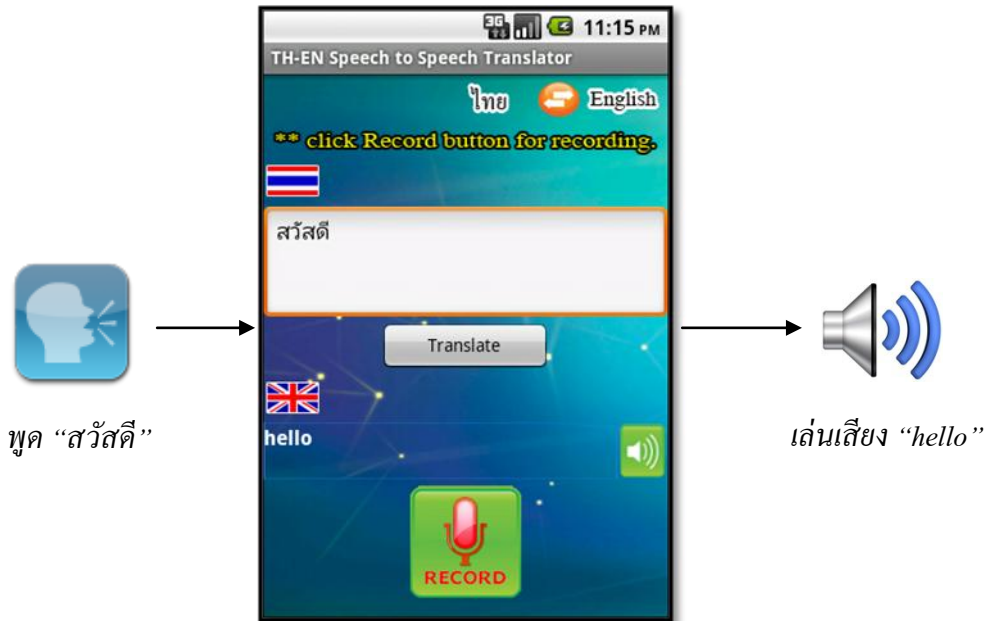 3G 11:15 PM
TH-EN Speech to Speech Translator
ไทย English
** click Record button for recording.
สวัสดี
Translate
hello
RECORD
พูด “สวัสดี”
เล่นเสียง “hello”